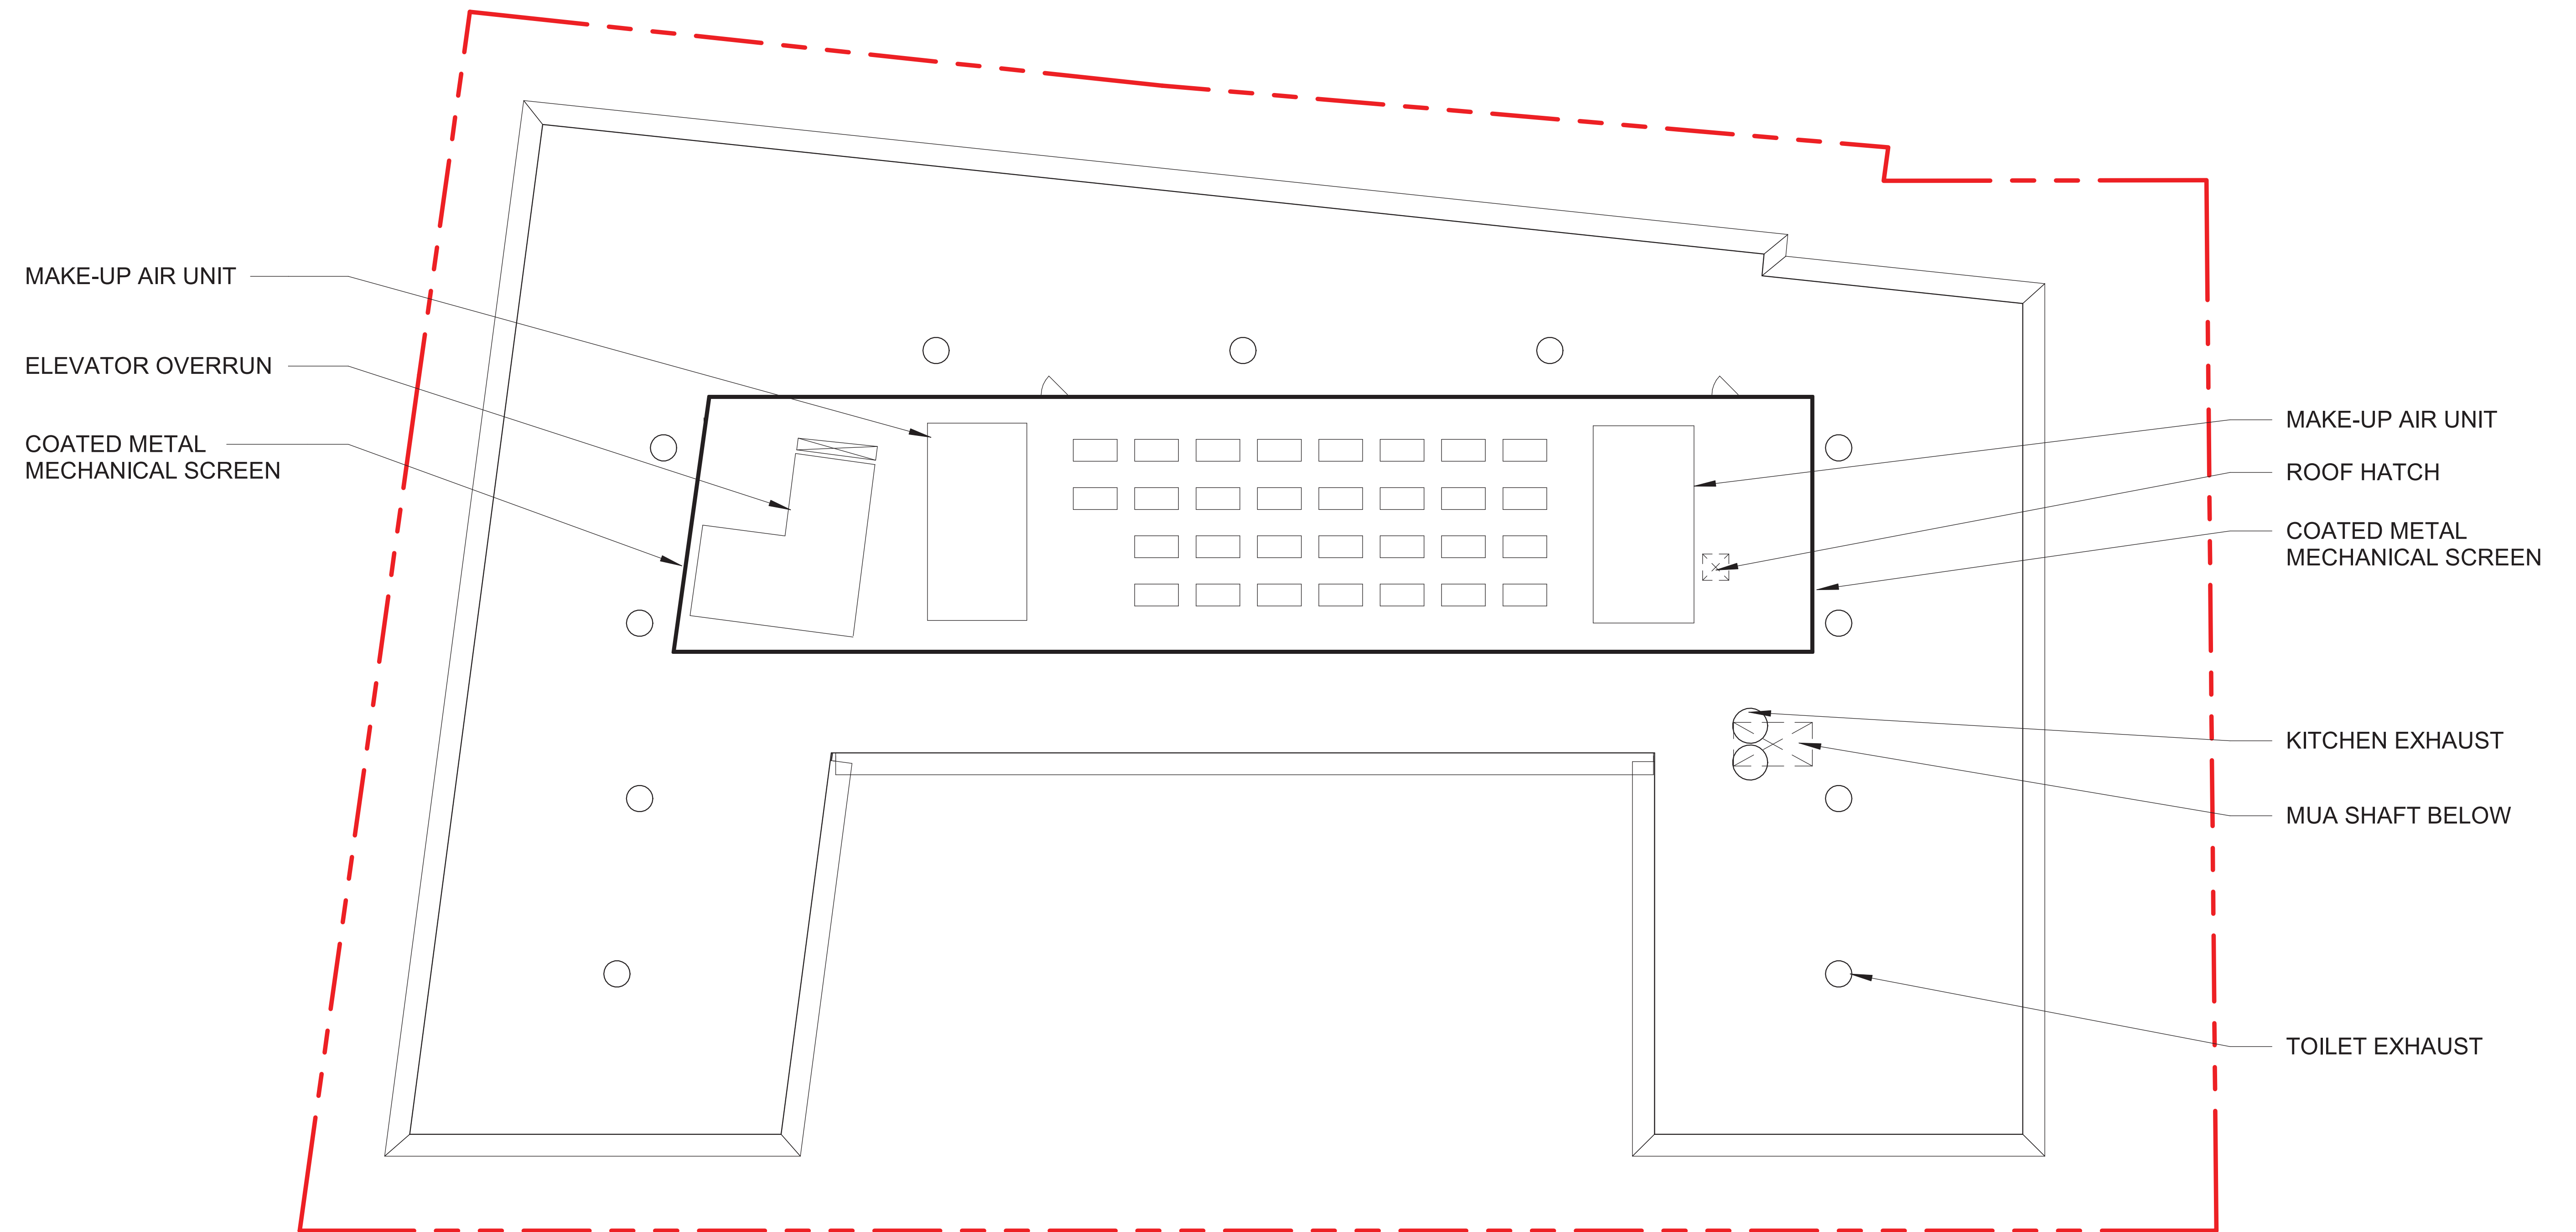 MAKE-UP AIR UNIT
ELEVATOR OVERRUN
COATED METAL
MECHANICAL SCREEN
MAKE-UP AIR UNIT
ROOF HATCH
COATED METAL
MECHANICAL SCREEN
KITCHEN EXHAUST
MUA SHAFT BELOW
TOILET EXHAUST